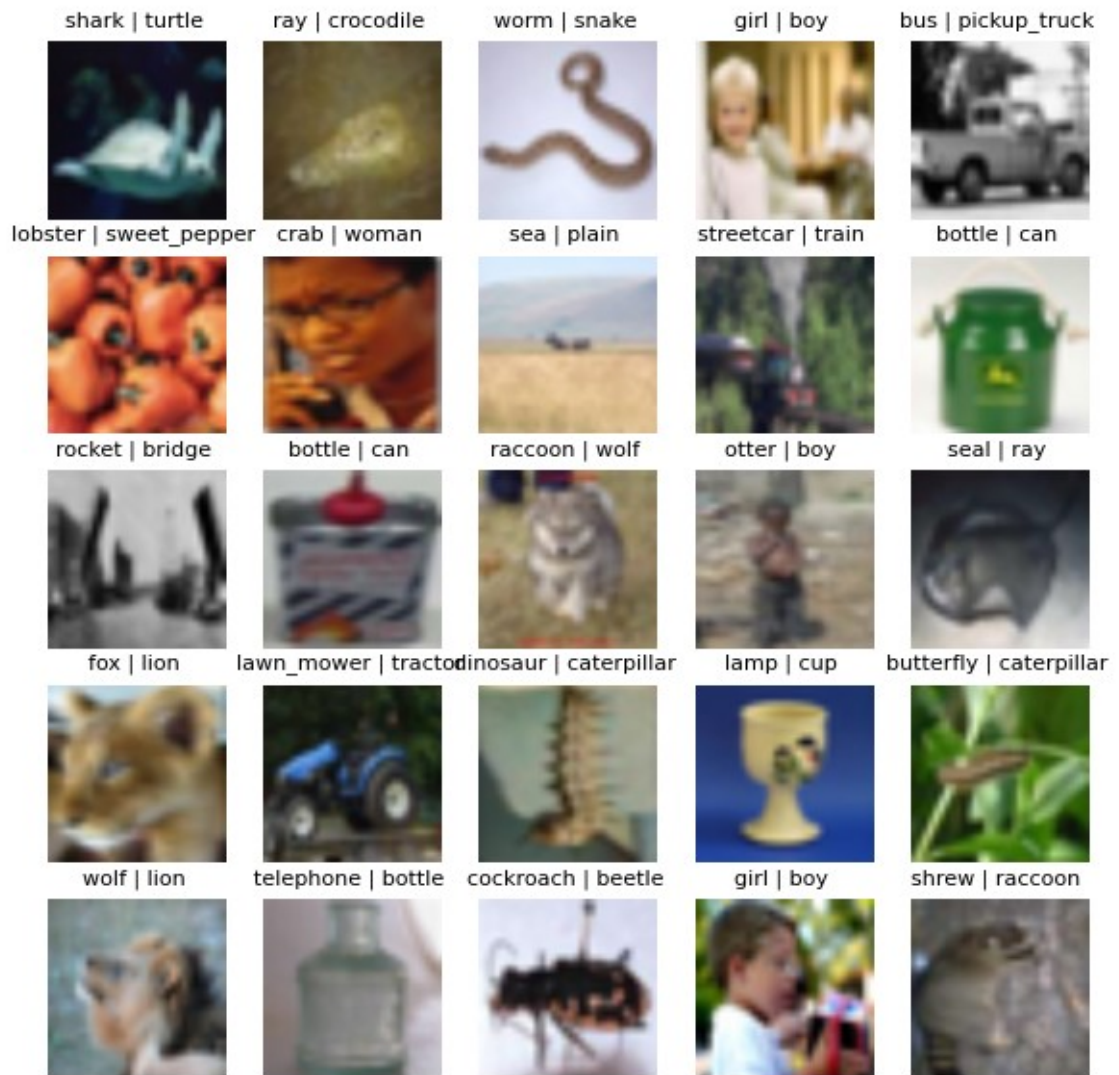 shark | turtle
ray | crocodile
worm | snake
girl | boy
bus | pickup_truck
lobster | sweet_pepper
crab | woman
sea | plain
streetcar | train
bottle | can
rocket | bridge
bottle | can
raccoon | wolf
otter | boy
seal | ray
fox | lion
lawn_mower | tractor
dinosaur | caterpillar
lamp | cup
butterfly | caterpillar
wolf | lion
telephone | bottle
cockroach | beetle
girl | boy
shrew | raccoon